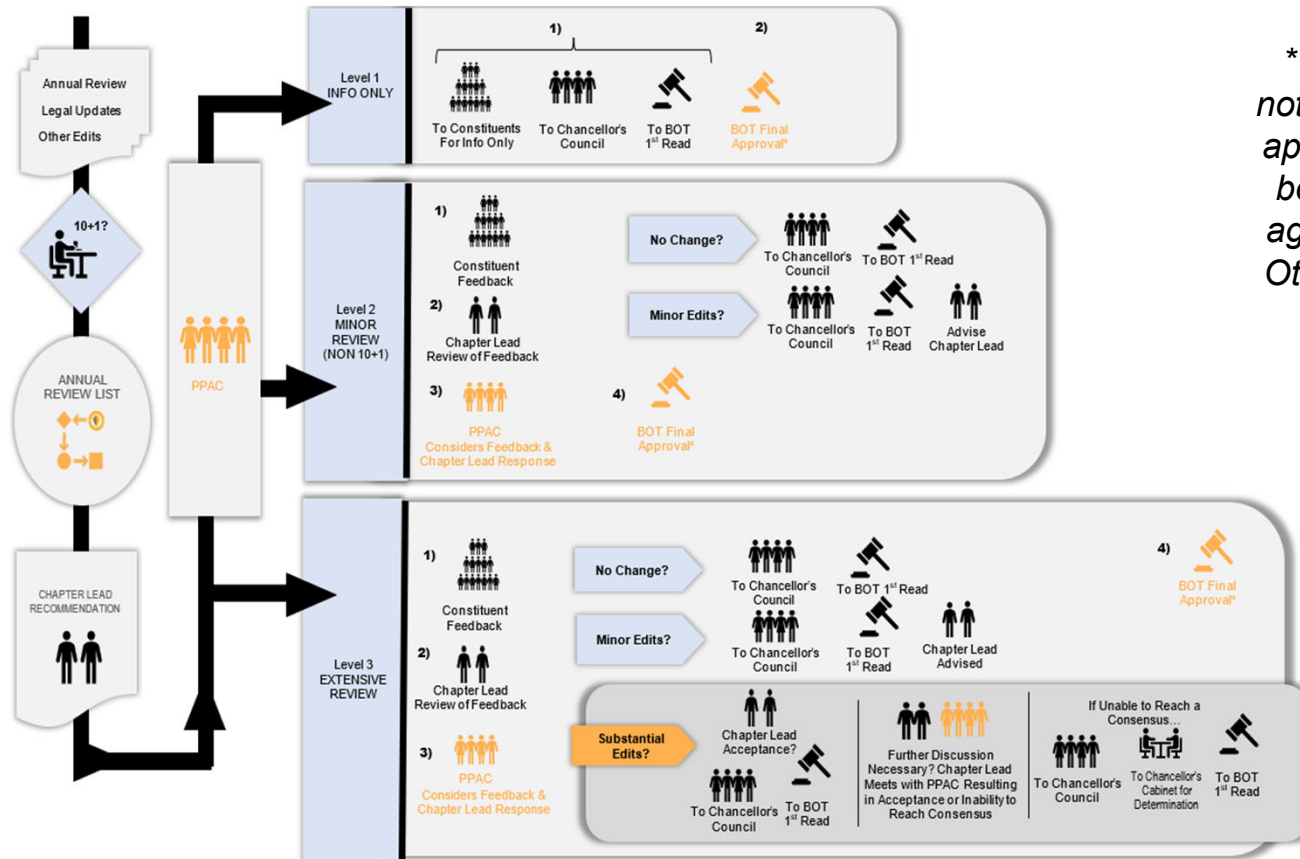 Annual Review
Legal Updates
Other Edits
10+1?
ANNUAL
REVIEW LIST
CHAPTER LEAD
RECOMMENDATION
PPAC
Level 1
INFO ONLY
1)
To Constituents
For Info Only
To Chancellor's
Council
To BOT
1st Read
2)
BOT Final
Approval*
Level 2
MINOR
REVIEW
(NON 10+1)
1)
Constituent
Feedback
2)
Chapter Lead
Review of Feedback
3)
PPAC
Considers Feedback &
Chapter Lead Response
No Change?
To Chancellor's
Council
To BOT 1st Read
Minor Edits?
To Chancellor's
Council
To BOT
1st Read
Advise
Chapter Lead
4)
BOT Final
Approval*
Level 3
EXTENSIVE
REVIEW
1)
Constituent
Feedback
2)
Chapter Lead
Review of Feedback
3)
PPAC
Considers Feedback &
Chapter Lead Response
No Change?
To Chancellor's
Council
To BOT 1st Read
Minor Edits?
To Chancellor's
Council
To BOT
1st Read
Chapter Lead
Advised
Substantial
Edits?
Chapter Lead
Acceptance?
To Chancellor's
Council
To BOT
1st Read
Further Discussion
Necessary? Chapter Lead
Meets with PPAC Resulting
in Acceptance or Inability to
Reach Consensus
If Unable to Reach a
Consensus...
To Chancellor's
Council
To Chancellor's
Cabinet for
Determination
To BOT
1st Read
4)
BOT Final
Approval*
*
not
ap
be
ag
Ot